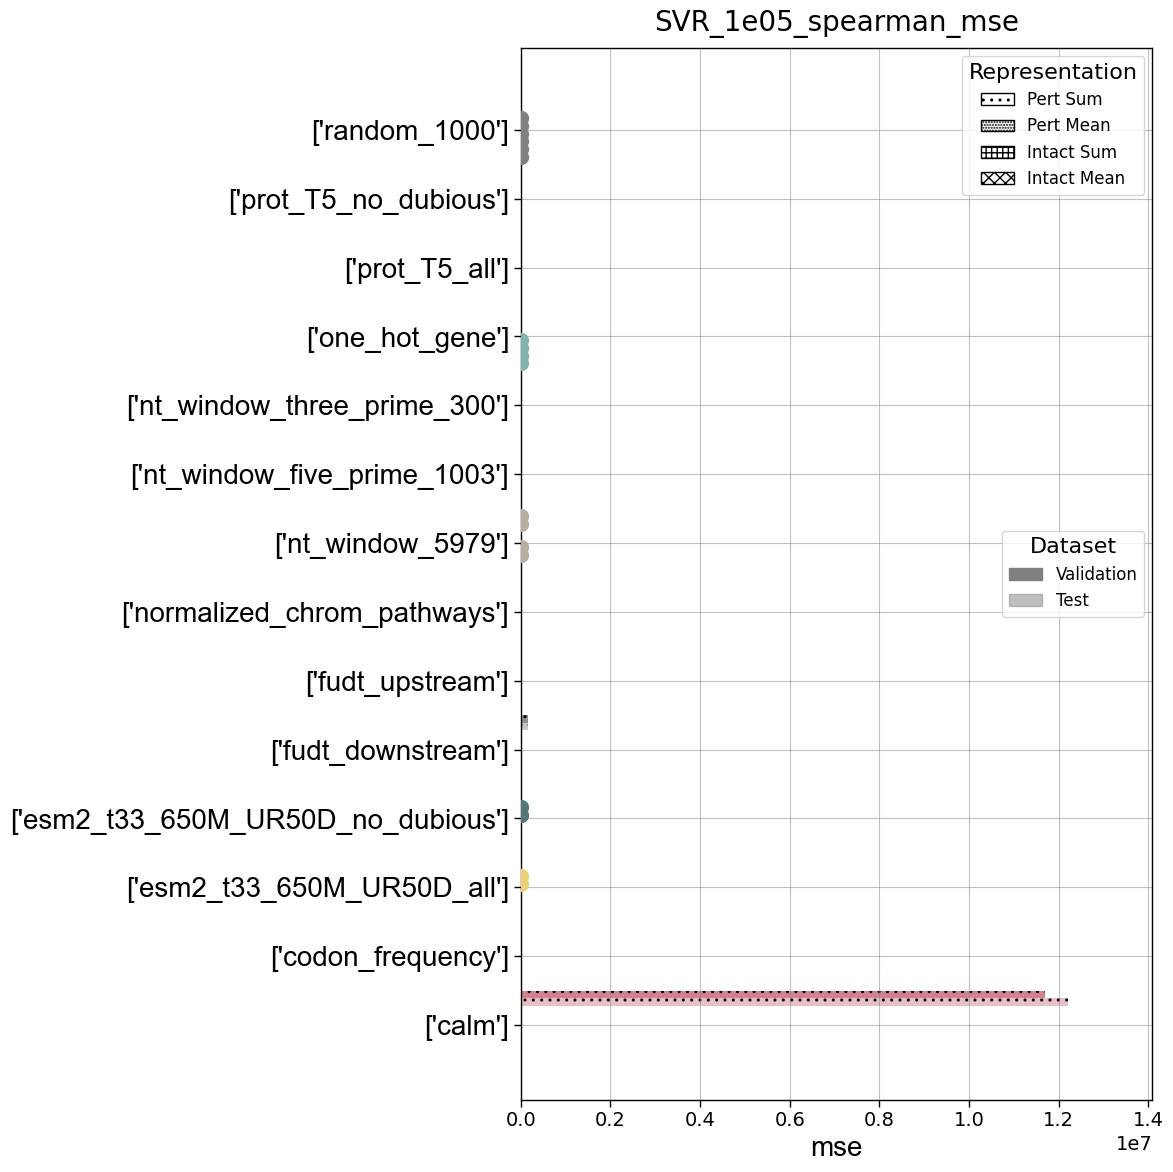 SVR_1e05_spearman_mse
Representation
Pert Sum
Pert Mean
Intact Sum
Intact Mean
['random_1000']
['prot_T5_no_dubious']
['prot_T5_all']
['one_hot_gene']
['nt_window_three_prime_300']
['nt_window_five_prime_1003']
['nt_window_5979']
Dataset
Validation
Test
['normalized_chrom_pathways']
['fudt_upstream']
['fudt_downstream']
['esm2_t33_650M_UR50D_no_dubious']
['esm2_t33_650M_UR50D_all']
['codon_frequency']
['calm']
0.0 0.2 0.4 0.6 0.8 1.0 1.2 1.4
1e7
mse